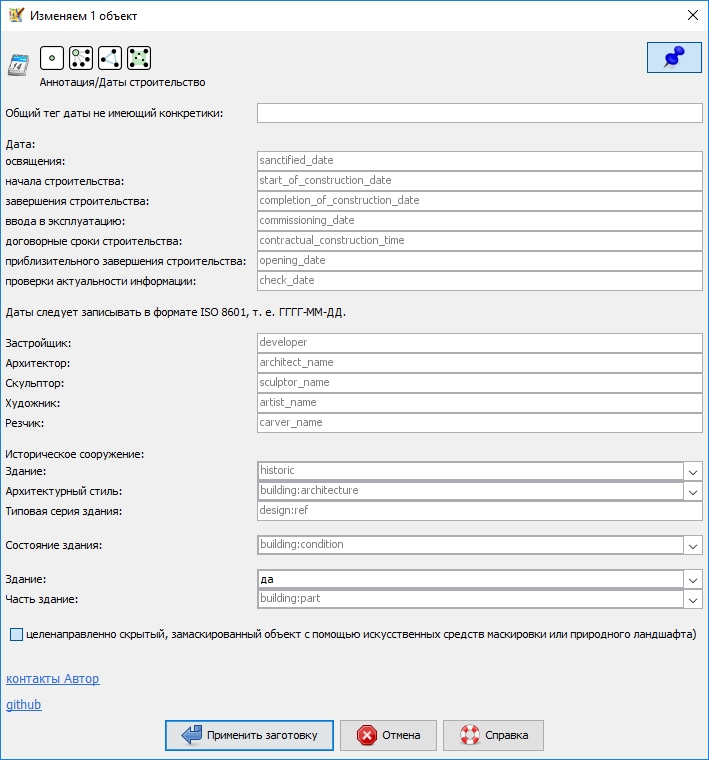 Изменяем 1 объект
14
Аннотация/Даты строительство
Общий тег даты не имеющий конкретики:
Дата:
освящения: sanctified_date
начала строительства: start_of_construction_date
завершения строительства: completion_of_construction_date
ввода в эксплуатацию: commissioning_date
договорные сроки строительства: contractual_construction_time
приблизительного завершения строительства: opening_date
проверки актуальности информации: check_date
Даты следует записывать в формате ISO 8601, т. е. ГГГГ-ММ-ДД.
Застройщик: developer
Архитектор: architect_name
Скульптор: sculptor_name
Художник: artist_name
Резчик: carver_name
Историческое сооружение:
Здание: historic
Архитектурный стиль: building:architecture
Типовая серия здания: design:ref
Состояние здания: building:condition
Здание: да
Часть здание: building:part
целенаправленно скрытый, замаскированный объект с помощью искусственных средств маскировки или природного ландшафта)
контакты Автор
github
Применить заготовку Отмена Справка